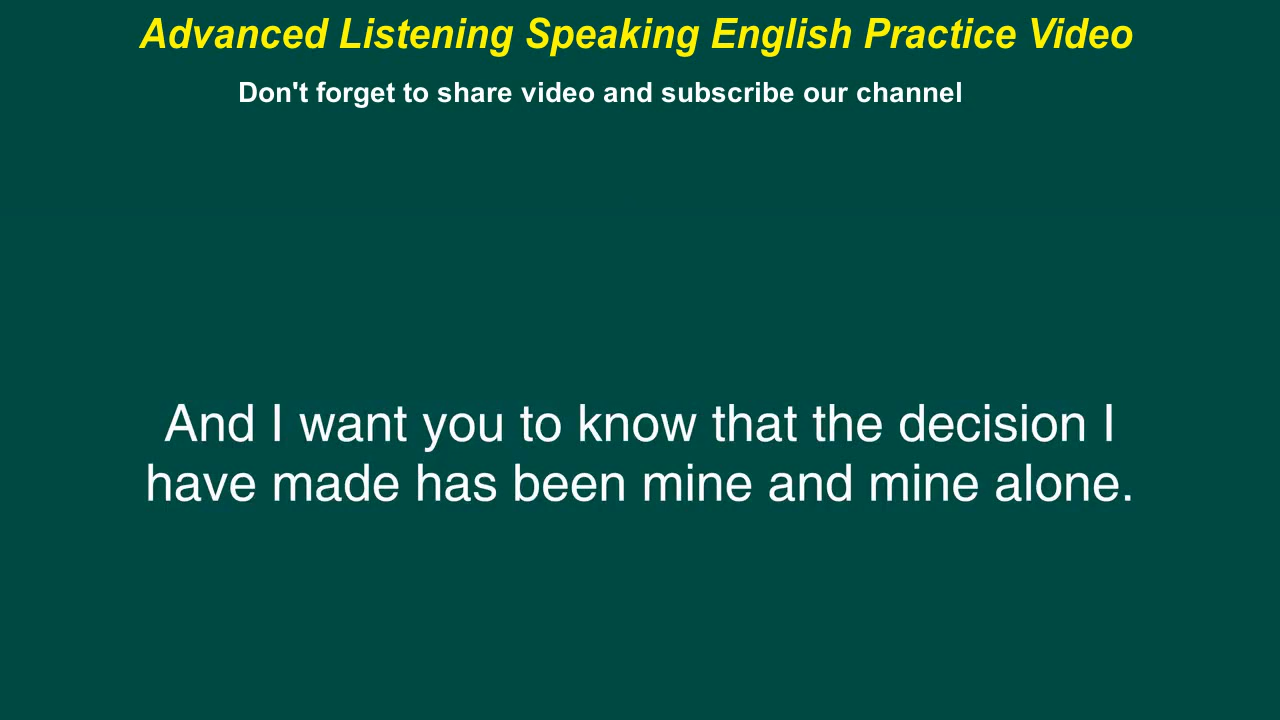 Advanced Listening Speaking English Practice Video
Don't forget to share video and subscribe our channel
And I want you to know that the decision I
have made has been mine and mine alone.